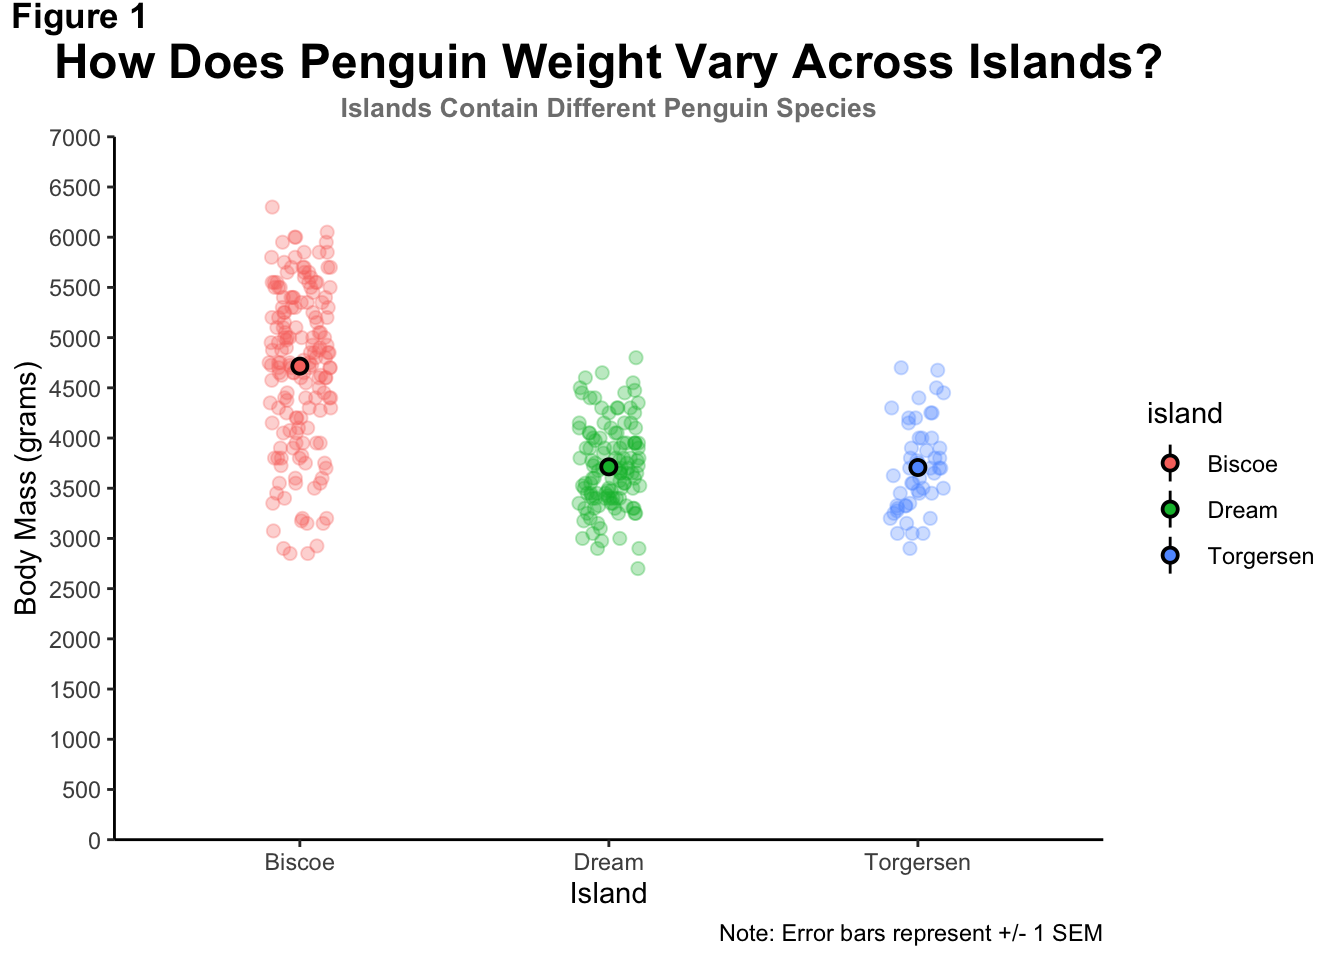 Figure 1
How Does Penguin Weight Vary Across Islands?
Islands Contain Different Penguin Species
7000
6500
6000
5500
5000
4500
4000
3500
3000
2500
2000
1500
1000
500
0
Body Mass (grams)
Biscoe
Dream
Torgersen
Island
island
Biscoe
Dream
Torgersen
Note: Error bars represent +/- 1 SEM